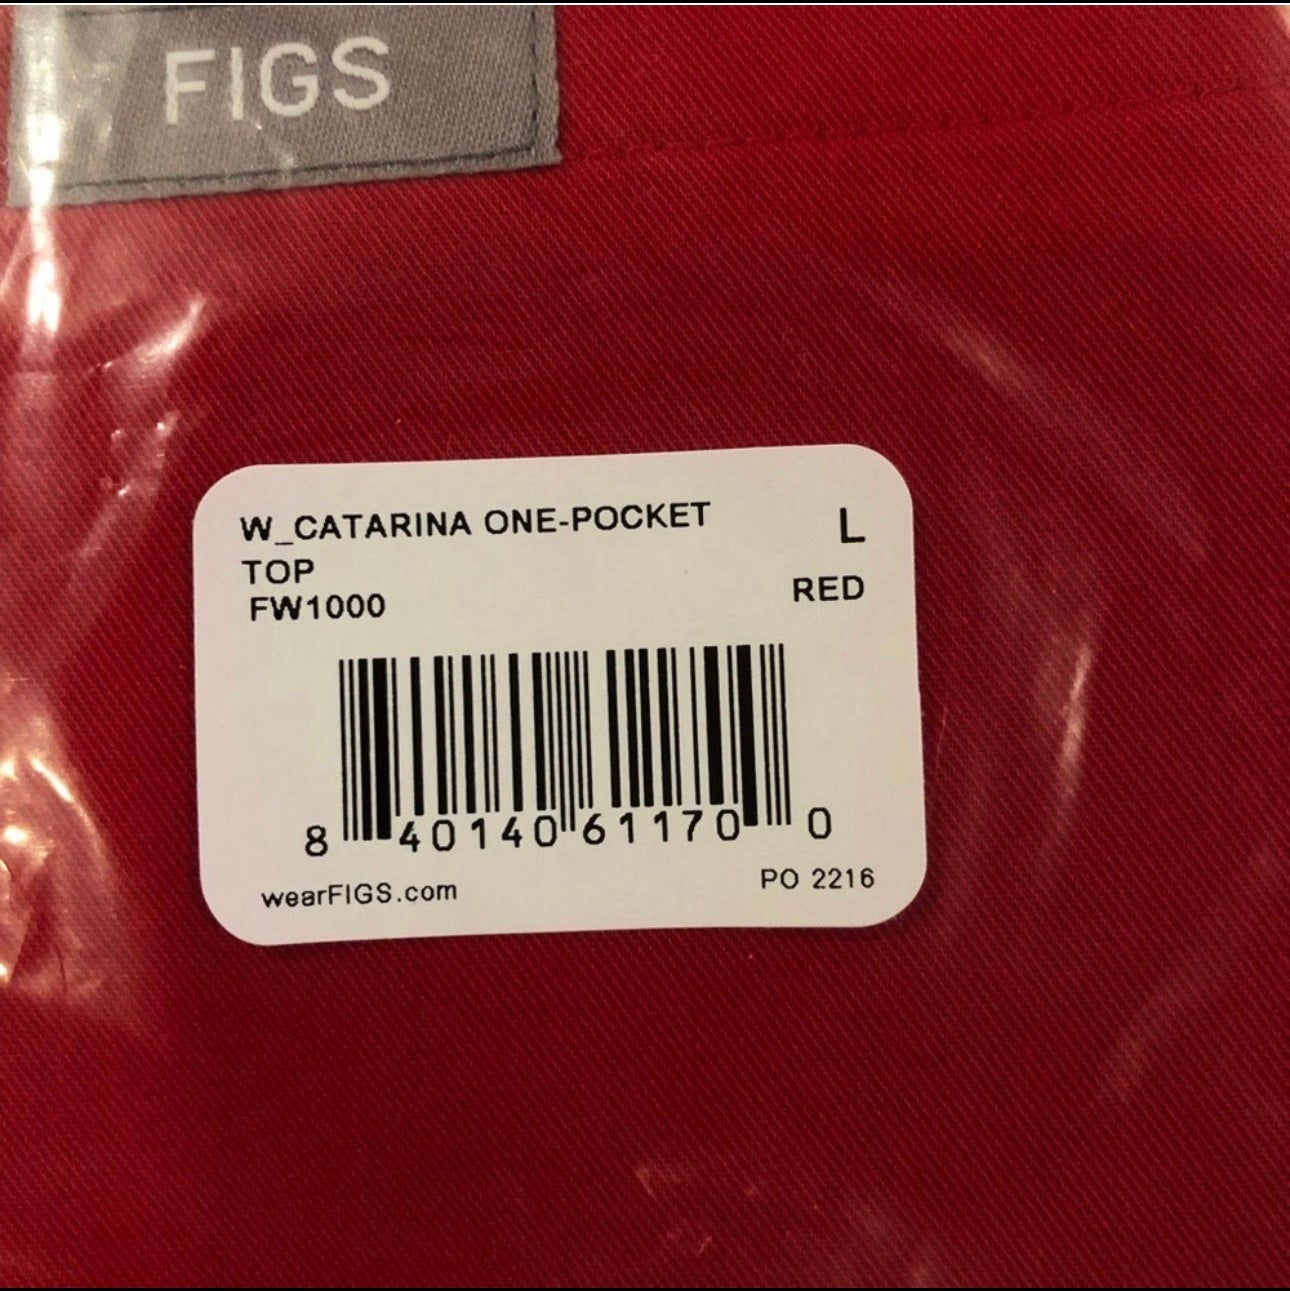 FIGS
W_CATARINA ONE-POCKET
TOP
FW1000
L
RED
8 40140 61170 0
wearFIGS.com
PO 2216